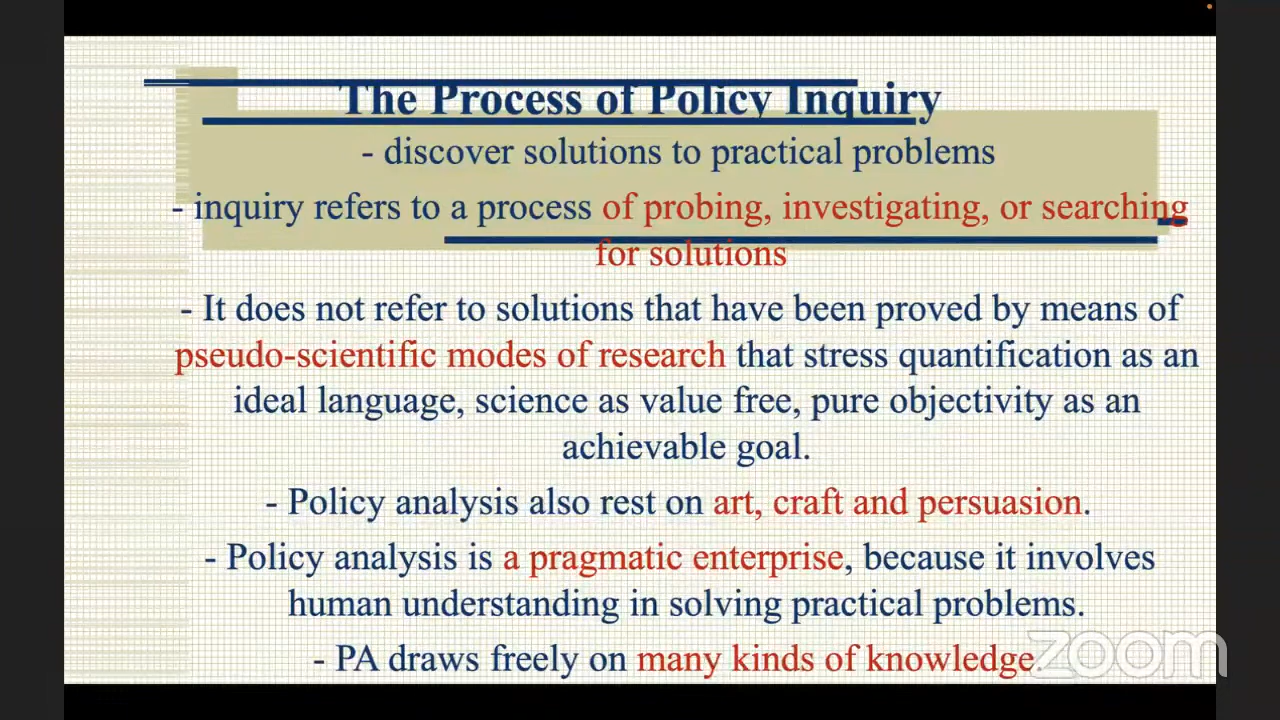 The Process of Policy Inquiry
- discover solutions to practical problems
- inquiry refers to a process of probing, investigating, or searching
for solutions
- It does not refer to solutions that have been proved by means of
pseudo-scientific modes of research that stress quantification as an
ideal language, science as value free, pure objectivity as an
achievable goal.
- Policy analysis also rest on art, craft and persuasion.
- Policy analysis is a pragmatic enterprise, because it involves
human understanding in solving practical problems.
- PA draws freely on many kinds of knowledge.
zoom